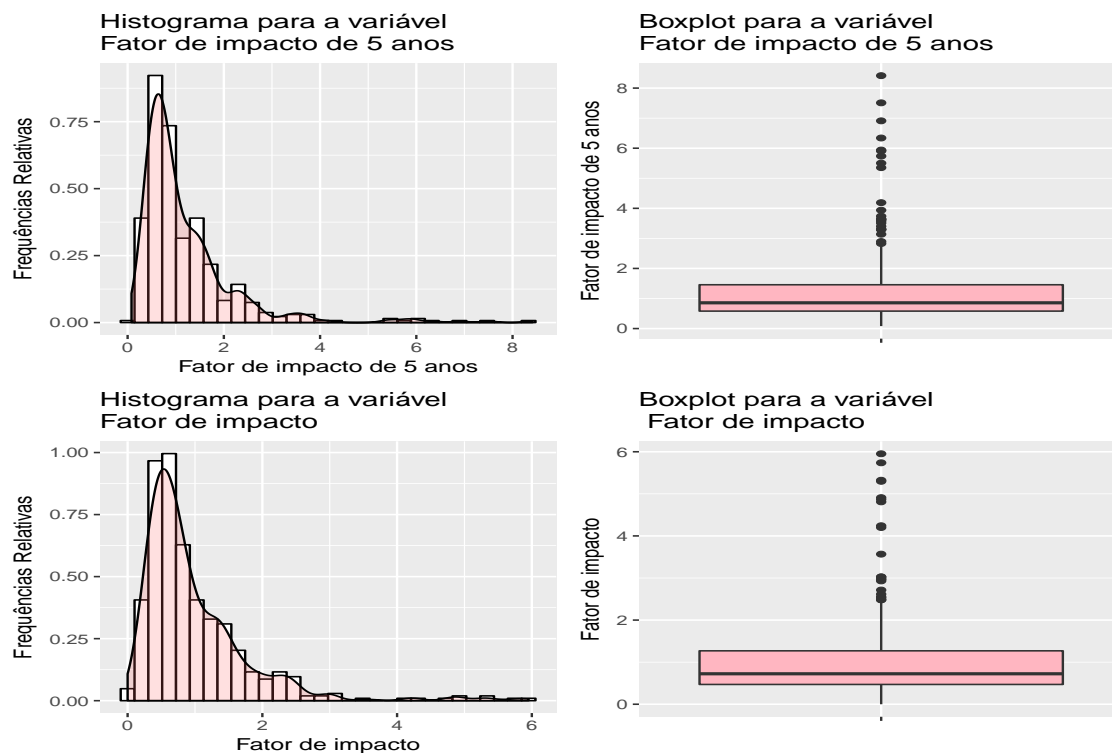 Histograma para a variável
Fator de impacto de 5 anos
Frequências Relativas
0.75
0.50
0.25
0.00
0
2
4
6
8
Fator de impacto de 5 anos
Boxplot para a variável
Fator de impacto de 5 anos
Fator de impacto de 5 anos
8
6
4
2
0
Histograma para a variável
Fator de impacto
Frequências Relativas
1.00
0.75
0.50
0.25
0.00
0
2
4
6
Fator de impacto
Boxplot para a variável
Fator de impacto
Fator de impacto
6
4
2
0